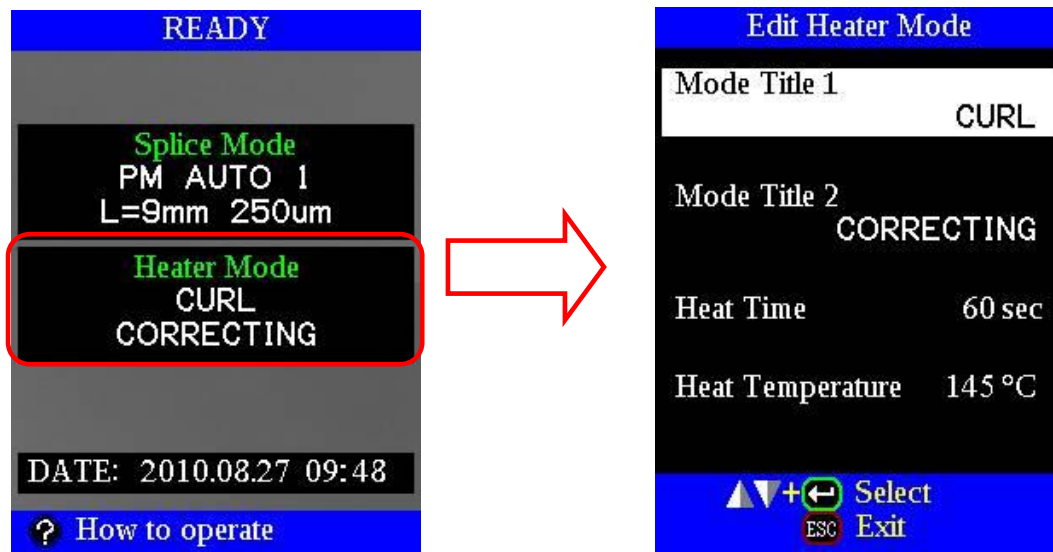 READY
Splice Mode
PM AUTO 1
L=9mm 250um
Heater Mode
CURL
CORRECTING
DATE: 2010.08.27 09:48
? How to operate
Edit Heater Mode
Mode Title 1
CURL
Mode Title 2
CORRECTING
Heat Time 60 sec
Heat Temperature 145 °C
+ Select
ESC Exit